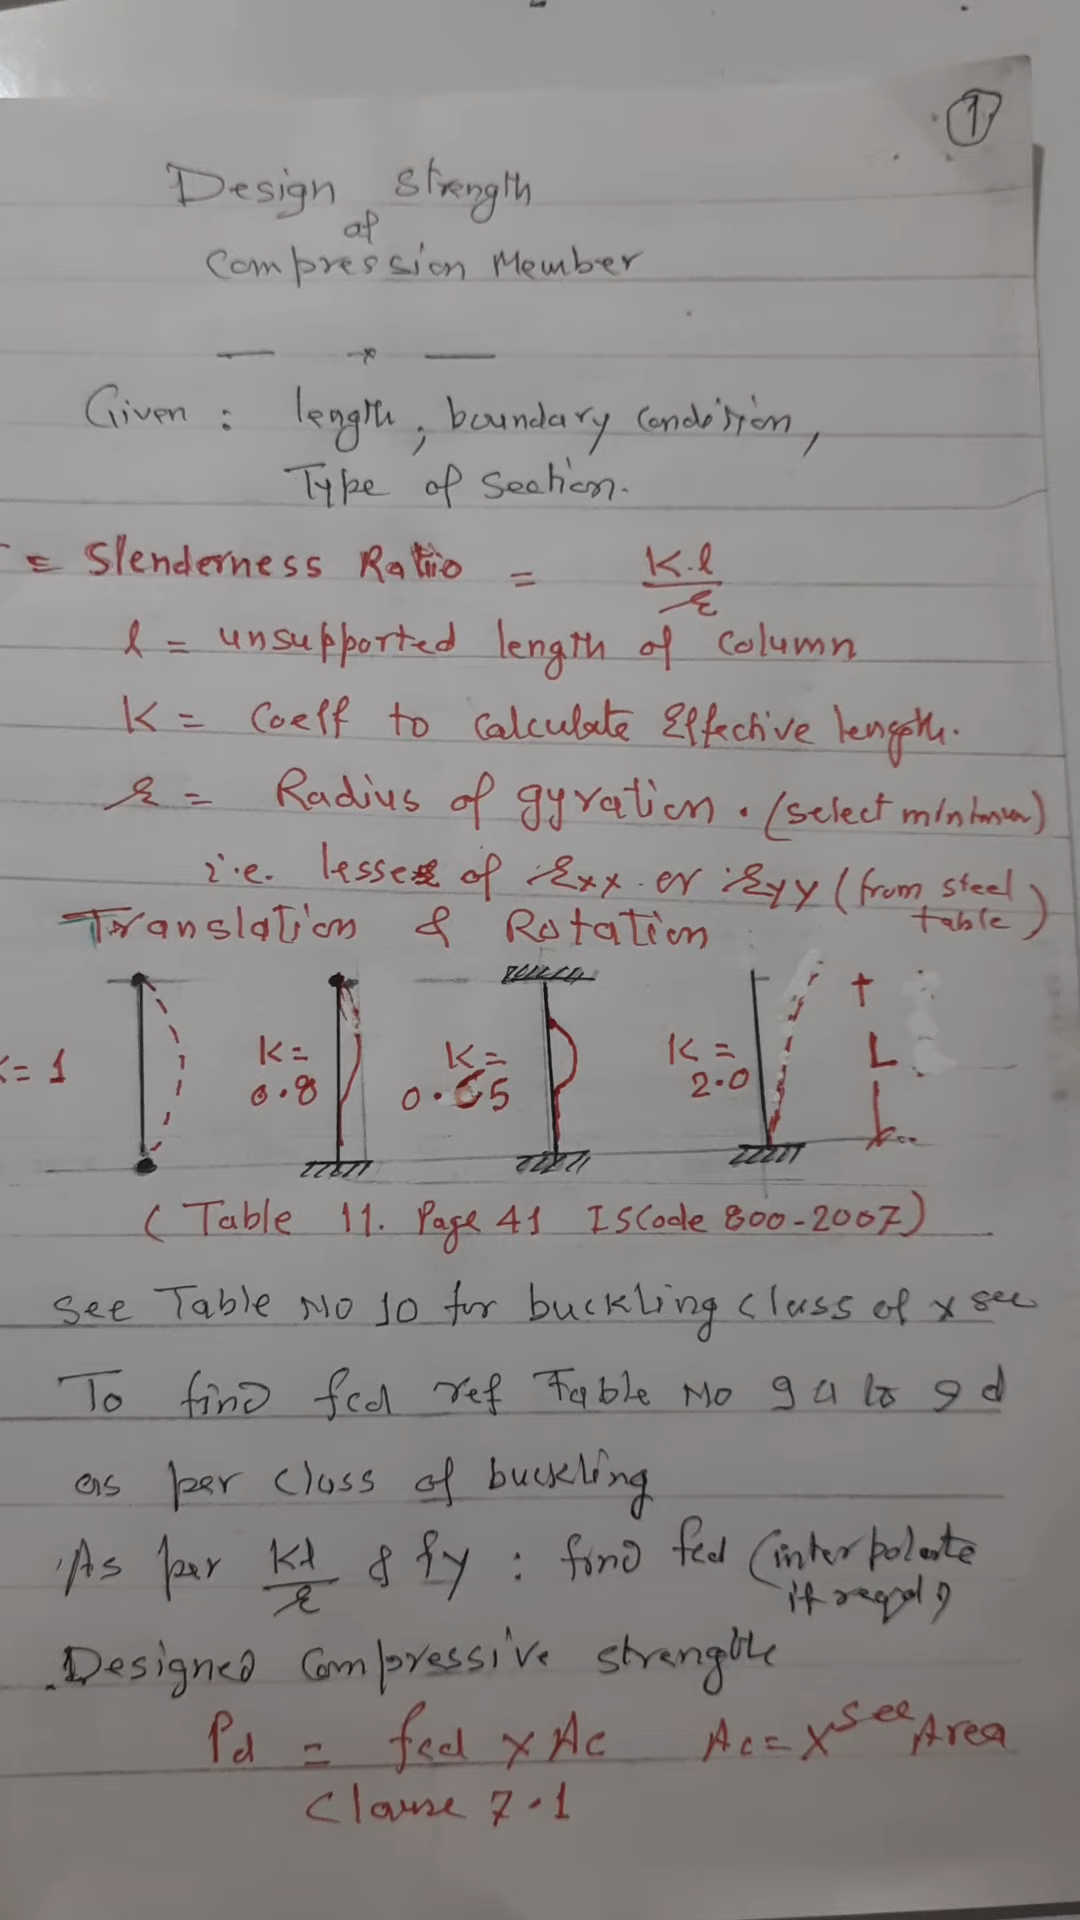 1
Design strength
of
Compression Member
Given : length, boundary condition,
Type of section.
= Slenderness Ratio = K.l / r
l = unsupported length of column
K = Coeff to calculate Effective length.
r = Radius of gyration. (select minimum)
i.e. lesser of rxx or ryy (from steel table)
Translation & Rotation
K = 1
K = 0.8
K = 0.65
K = 2.0
L
(Table 11. Page 41 IS Code 800-2007)
see Table No 10 for buckling class of x sec
To find fcd ref Table No 9a to 9d
as per class of buckling
As per Kl/r & fy : find fcd (interpolate if reqd)
Designed compressive strength
Pd = fcd x Ac Ac = x sec Area
Clause 7.1